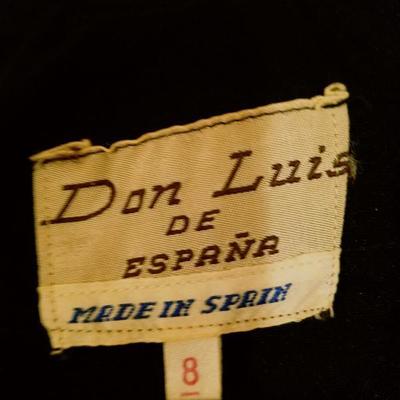 Don Luis
DE
ESPAÑA
MADE IN SPAIN
8